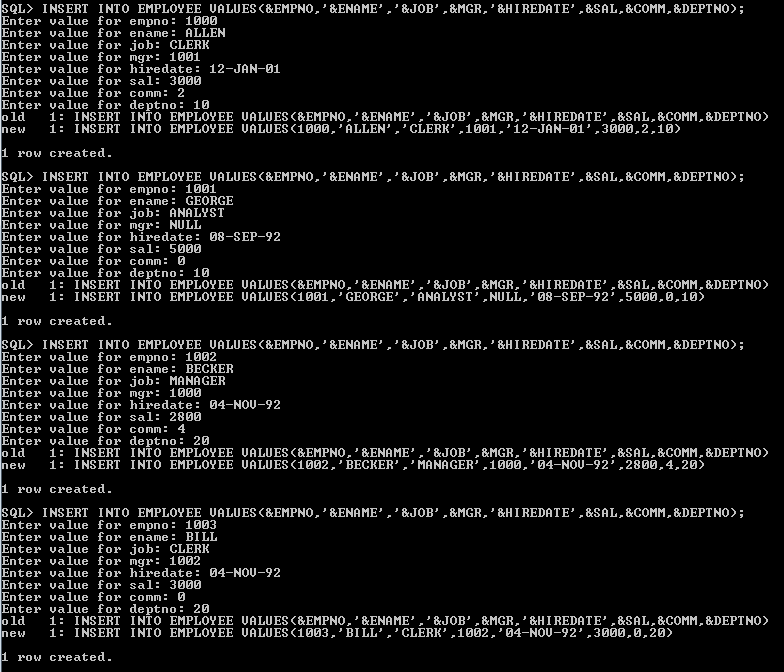 SQL> INSERT INTO EMPLOYEE VALUES(&EMPNO,'&ENAME','&JOB',&MGR,'&HIREDATE',&SAL,&COMM,&DEPTNO);
Enter value for empno: 1000
Enter value for ename: ALLEN
Enter value for job: CLERK
Enter value for mgr: 1001
Enter value for hiredate: 12-JAN-01
Enter value for sal: 3000
Enter value for comm: 2
Enter value for deptno: 10
old   1: INSERT INTO EMPLOYEE VALUES(&EMPNO,'&ENAME','&JOB',&MGR,'&HIREDATE',&SAL,&COMM,&DEPTNO)
new   1: INSERT INTO EMPLOYEE VALUES(1000,'ALLEN','CLERK',1001,'12-JAN-01',3000,2,10)
1 row created.
SQL> INSERT INTO EMPLOYEE VALUES(&EMPNO,'&ENAME','&JOB',&MGR,'&HIREDATE',&SAL,&COMM,&DEPTNO);
Enter value for empno: 1001
Enter value for ename: GEORGE
Enter value for job: ANALYST
Enter value for mgr: NULL
Enter value for hiredate: 08-SEP-92
Enter value for sal: 5000
Enter value for comm: 0
Enter value for deptno: 10
old   1: INSERT INTO EMPLOYEE VALUES(&EMPNO,'&ENAME','&JOB',&MGR,'&HIREDATE',&SAL,&COMM,&DEPTNO)
new   1: INSERT INTO EMPLOYEE VALUES(1001,'GEORGE','ANALYST',NULL,'08-SEP-92',5000,0,10)
1 row created.
SQL> INSERT INTO EMPLOYEE VALUES(&EMPNO,'&ENAME','&JOB',&MGR,'&HIREDATE',&SAL,&COMM,&DEPTNO);
Enter value for empno: 1002
Enter value for ename: BECKER
Enter value for job: MANAGER
Enter value for mgr: 1000
Enter value for hiredate: 04-NOV-92
Enter value for sal: 2800
Enter value for comm: 4
Enter value for deptno: 20
old   1: INSERT INTO EMPLOYEE VALUES(&EMPNO,'&ENAME','&JOB',&MGR,'&HIREDATE',&SAL,&COMM,&DEPTNO)
new   1: INSERT INTO EMPLOYEE VALUES(1002,'BECKER','MANAGER',1000,'04-NOV-92',2800,4,20)
1 row created.
SQL> INSERT INTO EMPLOYEE VALUES(&EMPNO,'&ENAME','&JOB',&MGR,'&HIREDATE',&SAL,&COMM,&DEPTNO);
Enter value for empno: 1003
Enter value for ename: BILL
Enter value for job: CLERK
Enter value for mgr: 1002
Enter value for hiredate: 04-NOV-92
Enter value for sal: 3000
Enter value for comm: 0
Enter value for deptno: 20
old   1: INSERT INTO EMPLOYEE VALUES(&EMPNO,'&ENAME','&JOB',&MGR,'&HIREDATE',&SAL,&COMM,&DEPTNO)
new   1: INSERT INTO EMPLOYEE VALUES(1003,'BILL','CLERK',1002,'04-NOV-92',3000,0,20)
1 row created.